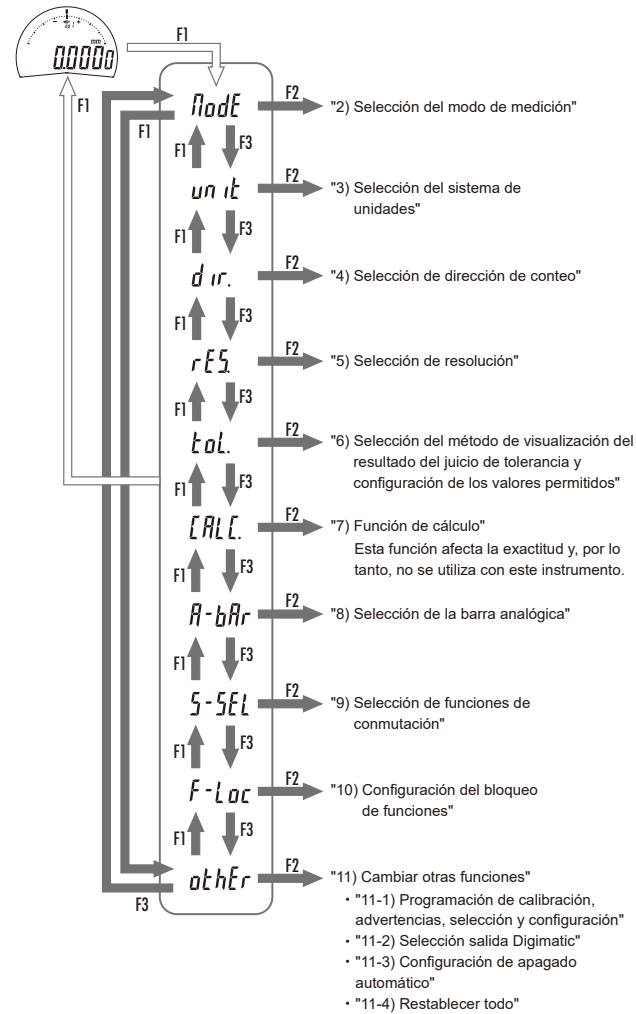 F1
mm
0.0000
F1
F1
ModE
F2
"2) Selección del modo de medición"
F1
F3
unit
F2
"3) Selección del sistema de
unidades"
F1
F3
dir.
F2
"4) Selección de dirección de conteo"
F1
F3
rES.
F2
"5) Selección de resolución"
F1
F3
toL.
F2
"6) Selección del método de visualización del
resultado del juicio de tolerancia y
configuración de los valores permitidos"
F1
F3
CALC.
F2
"7) Función de cálculo"
Esta función afecta la exactitud y, por lo
tanto, no se utiliza con este instrumento.
F1
F3
A-bAr
F2
"8) Selección de la barra analógica"
F1
F3
S-SEL
F2
"9) Selección de funciones de
conmutación"
F1
F3
F-Loc
F2
"10) Configuración del bloqueo
de funciones"
F1
F3
othEr
F2
"11) Cambiar otras funciones"
F3
・"11-1) Programación de calibración,
advertencias, selección y configuración"
・"11-2) Selección salida Digimatic"
・"11-3) Configuración de apagado
automático"
・"11-4) Restablecer todo"